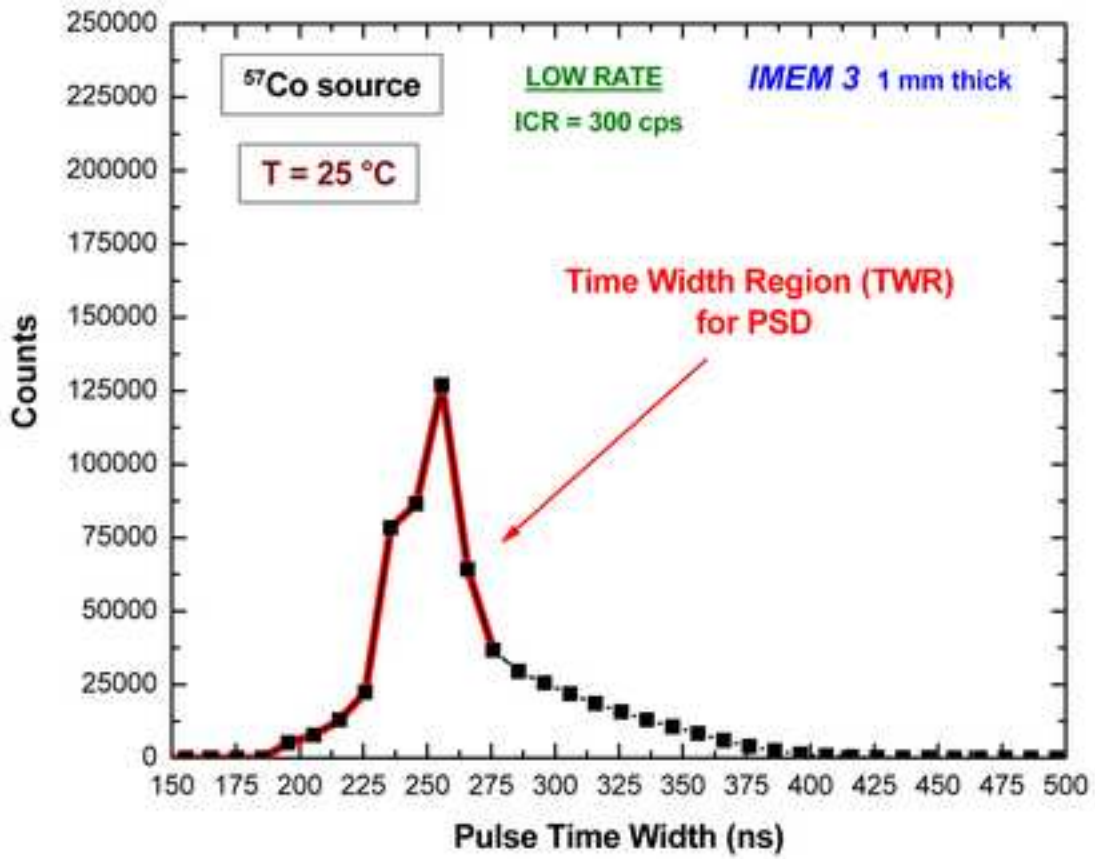 250000
225000
200000
175000
150000
125000
100000
75000
50000
25000
0
Counts
⁵⁷Co source
T = 25 °C
LOW RATE
ICR = 300 cps
IMEM 3 1 mm thick
Time Width Region (TWR)
for PSD
150 175 200 225 250 275 300 325 350 375 400 425 450 475 500
Pulse Time Width (ns)